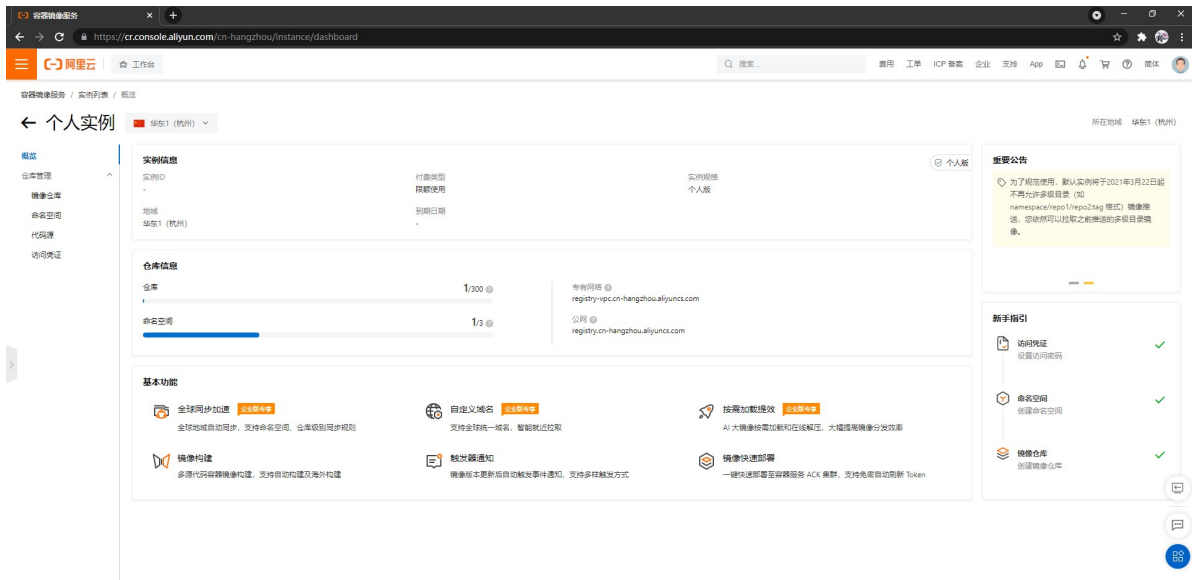 容器镜像服务
https://cr.console.aliyun.com/cn-hangzhou/instance/dashboard
阿里云 工作台 搜索... 费用 工单 ICP 备案 企业 支持 App 简体
容器镜像服务 / 实例列表 / 概览
个人实例 华东1（杭州） 所在地域 华东1（杭州）
概览
仓库管理
镜像仓库
命名空间
代码源
访问凭证
实例信息 个人版
实例ID 付费类型 实例规格
- 限额使用 个人版
地域 到期日期
华东1（杭州） -
仓库信息
仓库 1/300
命名空间 1/3
专有网络
registry-vpc.cn-hangzhou.aliyuncs.com
公网
registry.cn-hangzhou.aliyuncs.com
基本功能
全球同步加速 企业版专享
全球地域自动同步，支持命名空间、仓库级别同步规则
自定义域名 企业版专享
支持全球统一域名，智能就近拉取
按需加载提效 企业版专享
AI 大镜像按需加载和在线解压，大幅提高镜像分发效率
镜像构建
多源代码容器镜像构建，支持自动构建及海外构建
触发器通知
镜像版本更新后自动触发事件通知，支持多样触发方式
镜像快速部署
一键快速部署至容器服务 ACK 集群，支持免密自动刷新 Token
重要公告
为了规范使用，默认实例将于2021年3月22日起
不再允许多级目录（如
namespace/repo1/repo2:tag 格式）镜像推
送，您依然可以拉取之前推送的多级目录镜
像。
新手指引
访问凭证
设置访问密码
命名空间
创建命名空间
镜像仓库
创建镜像仓库